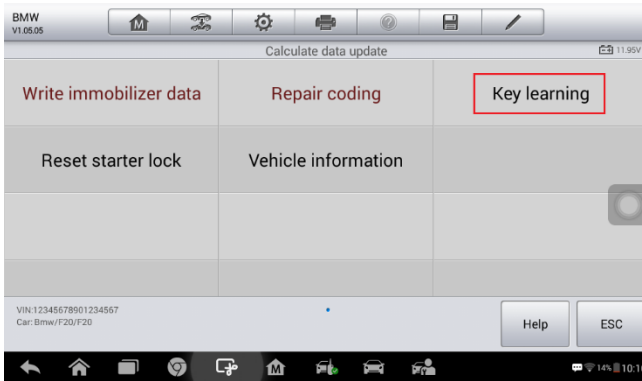 BMW
V1.05.05
Calculate data update
11.95V
Write immobilizer data
Repair coding
Key learning
Reset starter lock
Vehicle information
VIN:12345678901234567
Car: Bmw/F20/F20
Help
ESC
14%